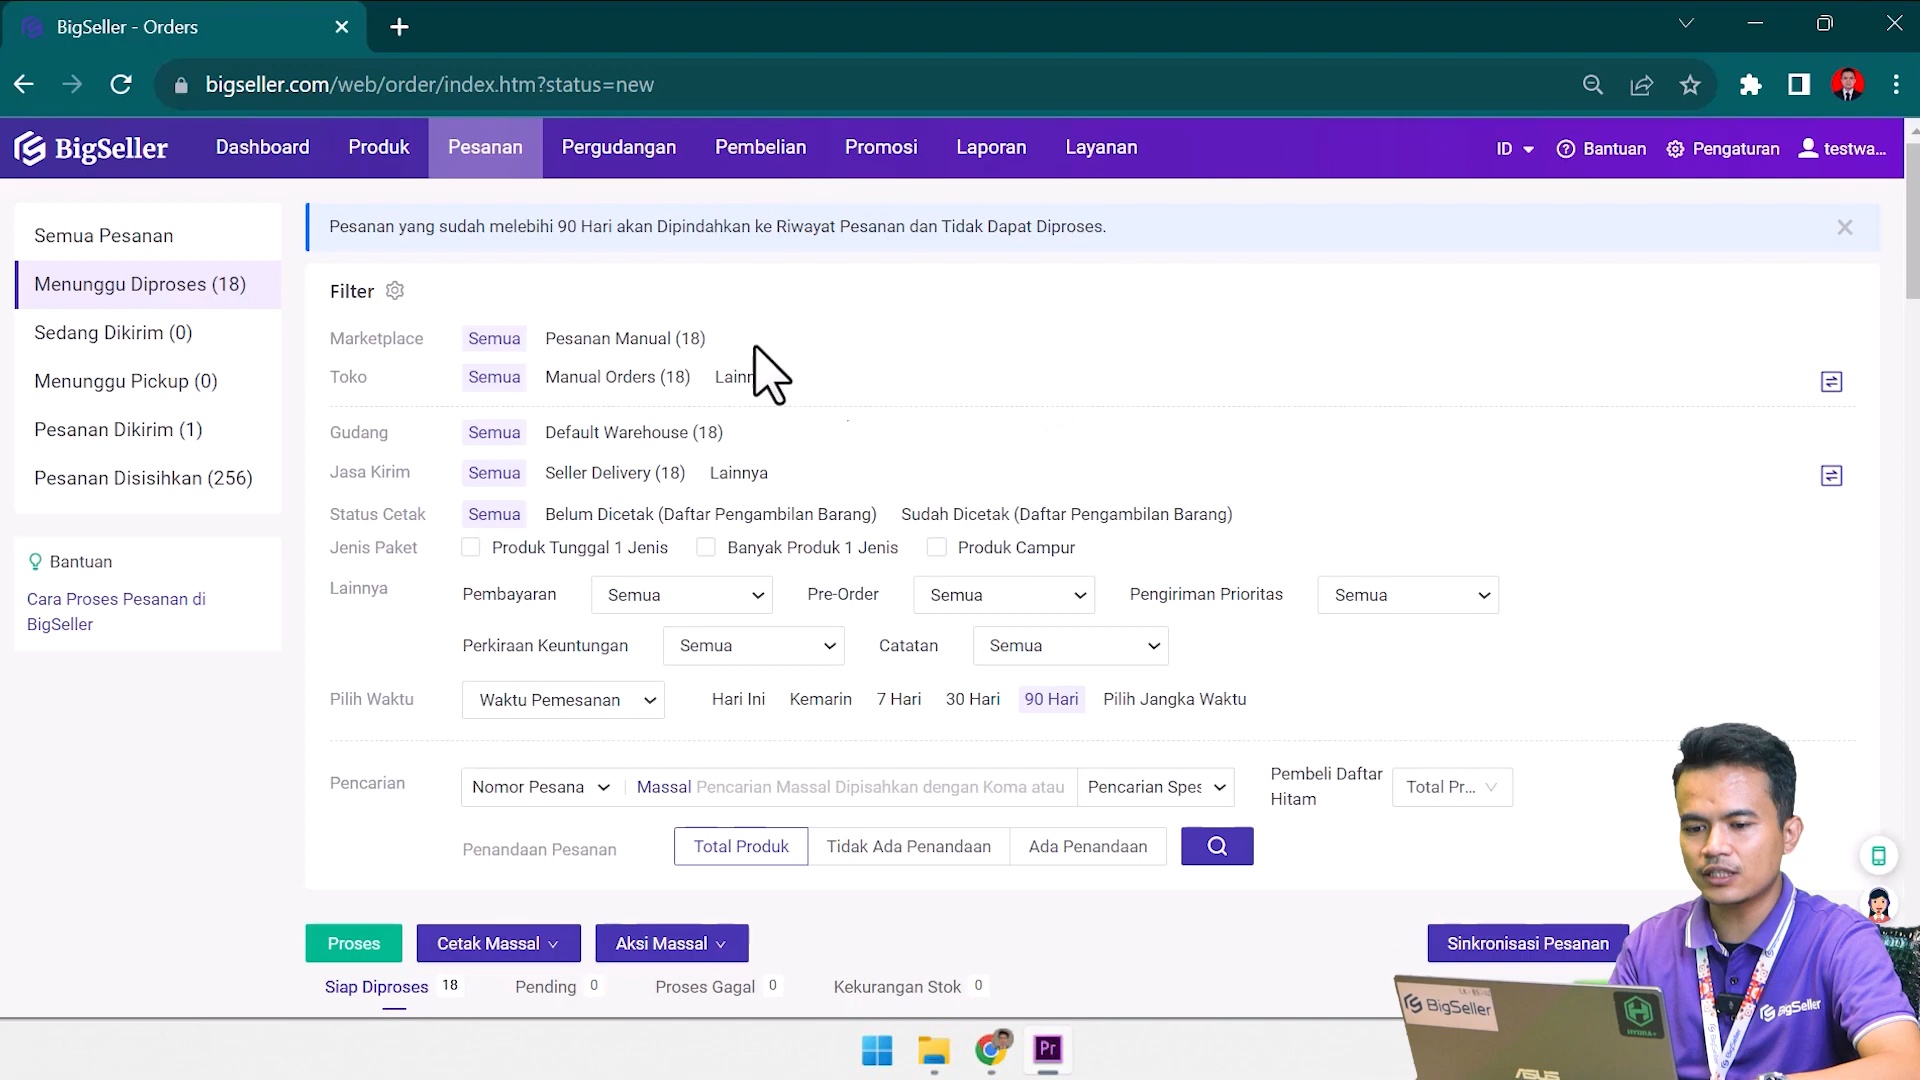 BigSeller - Orders
bigseller.com/web/order/index.htm?status=new
BigSeller Dashboard Produk Pesanan Pergudangan Pembelian Promosi Laporan Layanan ID Bantuan Pengaturan testwa...
Semua Pesanan
Menunggu Diproses (18)
Sedang Dikirim (0)
Menunggu Pickup (0)
Pesanan Dikirim (1)
Pesanan Disisihkan (256)
Bantuan
Cara Proses Pesanan di
BigSeller
Pesanan yang sudah melebihi 90 Hari akan Dipindahkan ke Riwayat Pesanan dan Tidak Dapat Diproses.
Filter
Marketplace Semua Pesanan Manual (18)
Toko Semua Manual Orders (18)
Gudang Semua Default Warehouse (18)
Jasa Kirim Semua Seller Delivery (18) Lainnya
Status Cetak Semua Belum Dicetak (Daftar Pengambilan Barang) Sudah Dicetak (Daftar Pengambilan Barang)
Jenis Paket Produk Tunggal 1 Jenis Banyak Produk 1 Jenis Produk Campur
Lainnya Pembayaran Semua Pre-Order Semua Pengiriman Prioritas Semua
Perkiraan Keuntungan Semua Catatan Semua
Pilih Waktu Waktu Pemesanan Hari Ini Kemarin 7 Hari 30 Hari 90 Hari Pilih Jangka Waktu
Pencarian Nomor Pesana Massal Pencarian Massal Dipisahkan dengan Koma atau Pencarian Spes Pembeli Daftar
Hitam Total Pr...
Penandaan Pesanan Total Produk Tidak Ada Penandaan Ada Penandaan
Proses Cetak Massal Aksi Massal Sinkronisasi Pesanan
Siap Diproses 18 Pending 0 Proses Gagal 0 Kekurangan Stok 0
Pr
BigSeller
HYDRA+
ASUS
BigSeller